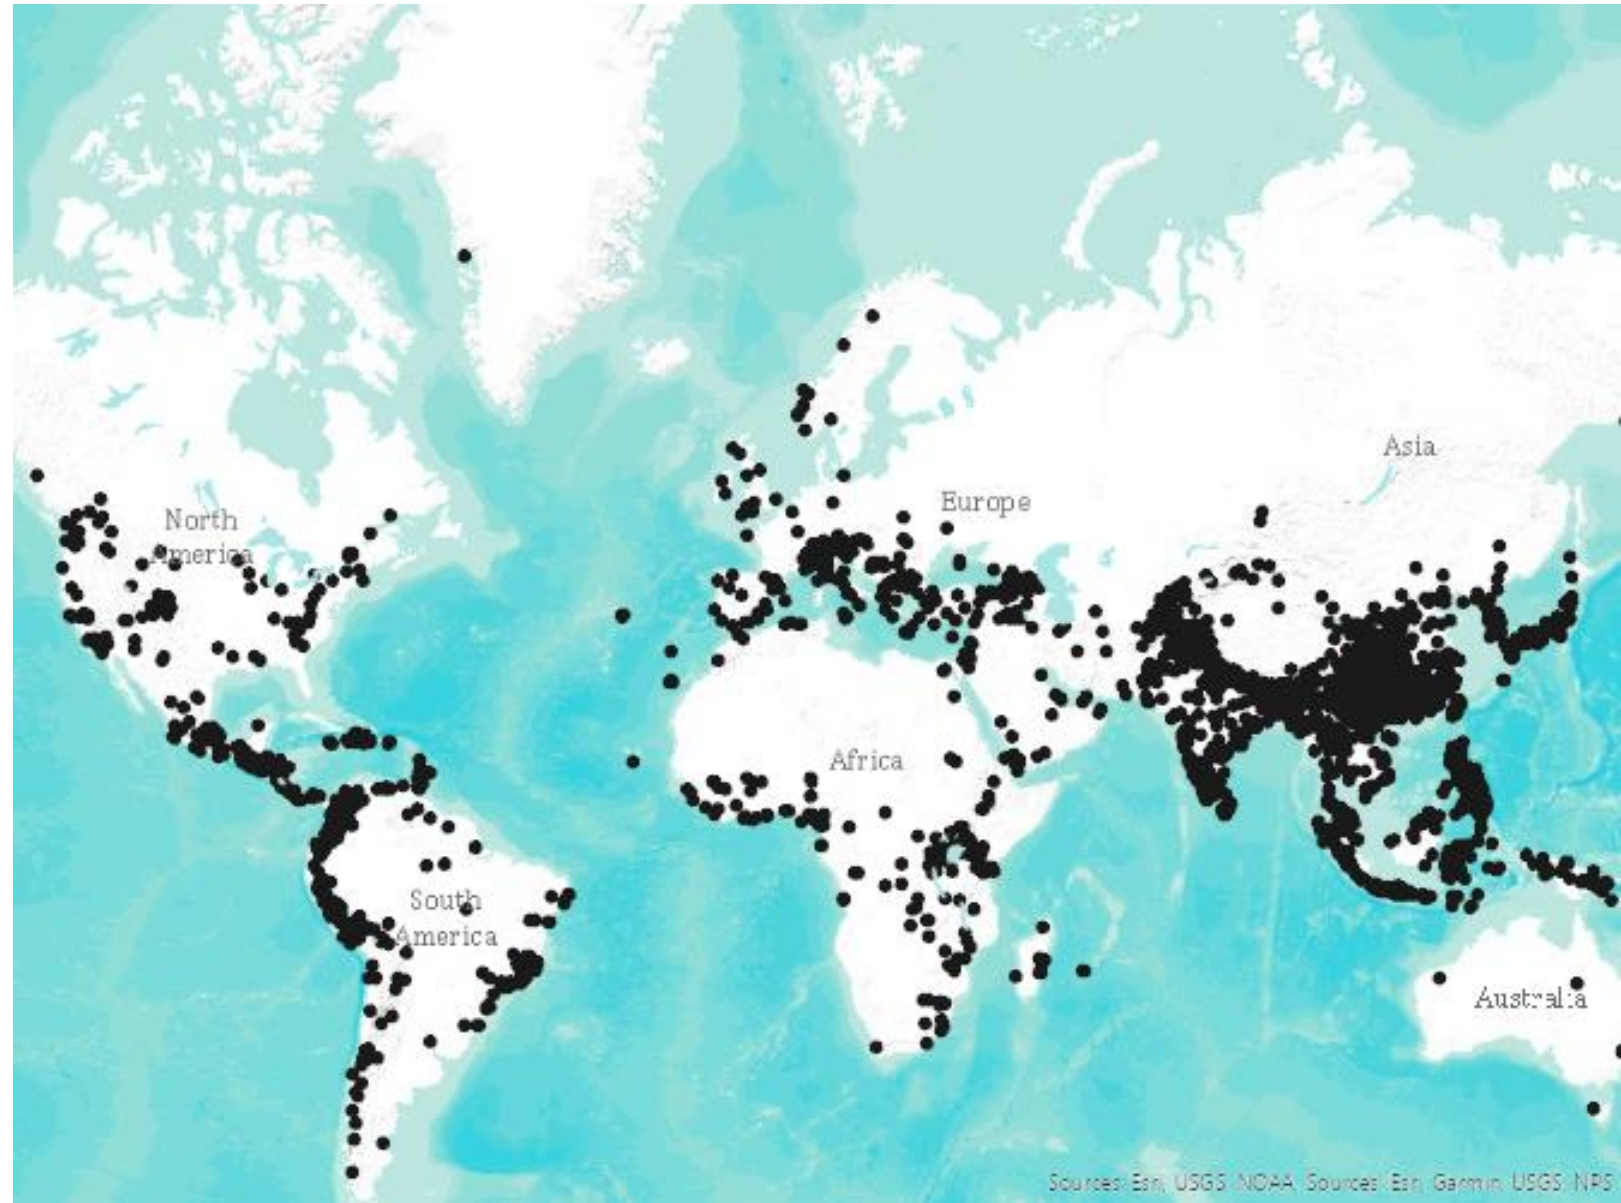 Asia
Europe
North
America
Africa
South
America
Australia
Sources: Esri, USGS, NOAA, Sources: Esri, Garmin, USGS, NPS